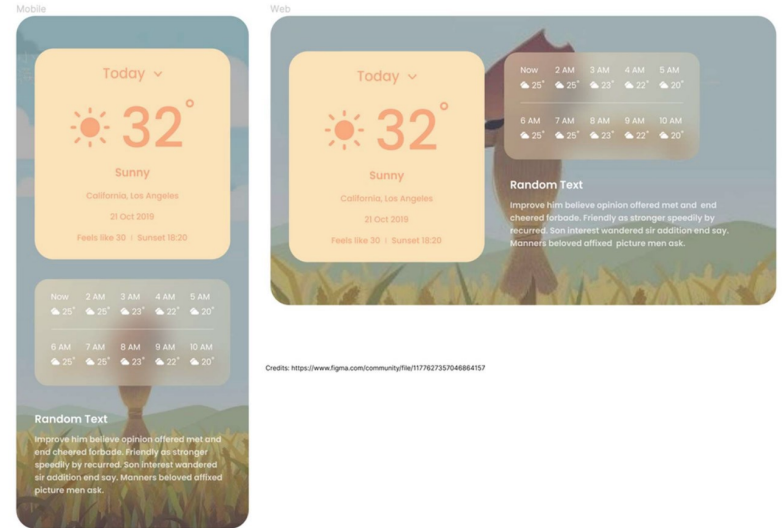 Mobile
Today
32°
Sunny
California, Los Angeles
21 Oct 2019
Feels like 30 | Sunset 18:20
Now 2 AM 3 AM 4 AM 5 AM
25° 25° 23° 22° 20°
6 AM 7 AM 8 AM 9 AM 10 AM
25° 25° 23° 22° 20°
Random Text
Improve him believe opinion offered met and
end cheered forbade. Friendly as stronger
speedily by recurred. Son interest wandered
sir addition end say. Manners beloved affixed
picture men ask.
Web
Today
32°
Sunny
California, Los Angeles
21 Oct 2019
Feels like 30 | Sunset 18:20
Now 2 AM 3 AM 4 AM 5 AM
25° 25° 23° 22° 20°
6 AM 7 AM 8 AM 9 AM 10 AM
25° 25° 23° 22° 20°
Random Text
Improve him believe opinion offered met and end
cheered forbade. Friendly as stronger speedily by
recurred. Son interest wandered sir addition end say.
Manners beloved affixed picture men ask.
Credits: https://www.figma.com/community/file/1177627357046864157